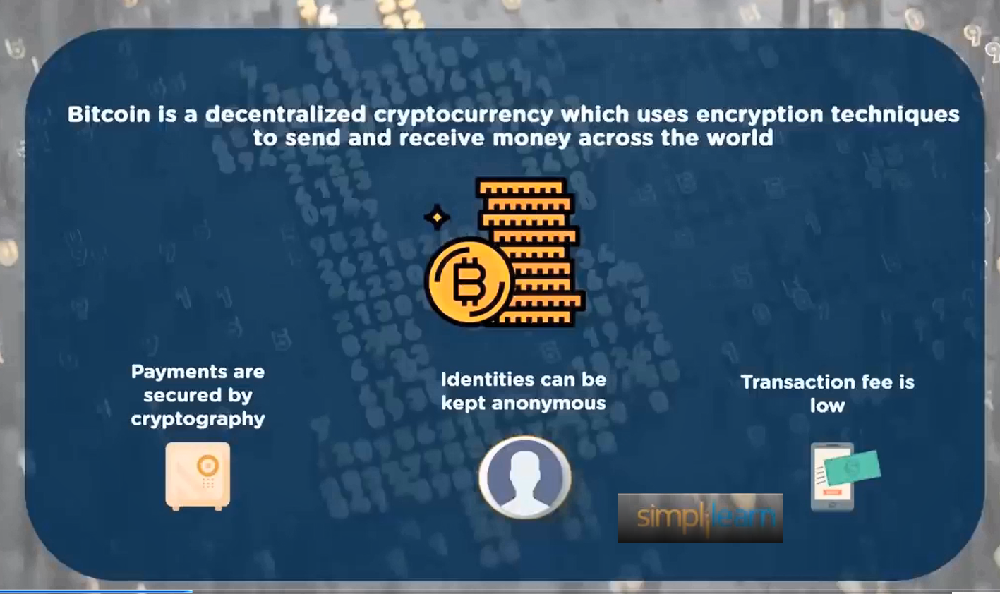 Bitcoin is a decentralized cryptocurrency which uses encryption techniques
to send and receive money across the world
Payments are
secured by
cryptography
Identities can be
kept anonymous
Transaction fee is
low
simplilearn